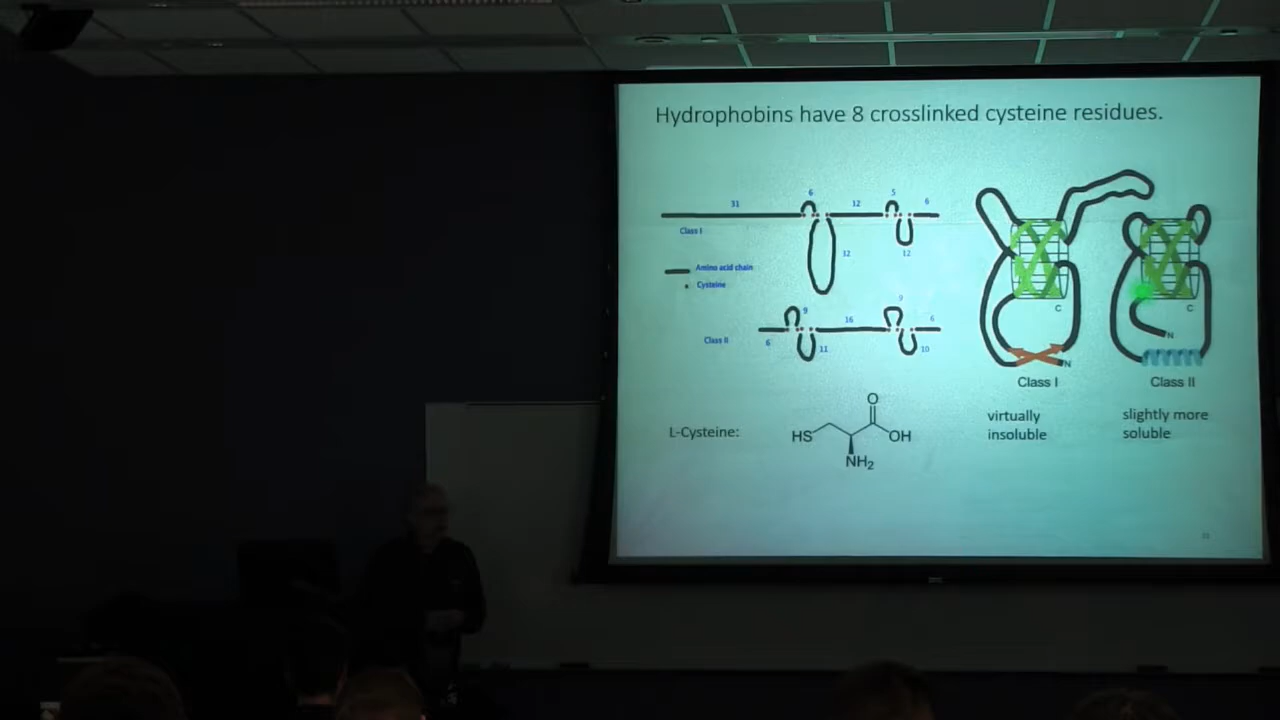 Hydrophobins have 8 crosslinked cysteine residues.
31
6
12
5
6
Class I
32
12
Amino acid chain
Cysteine
9
16
9
6
Class II
6
11
10
C
N
Class I
C
N
Class II
virtually
insoluble
slightly more
soluble
L-Cysteine:
HS
O
OH
NH₂